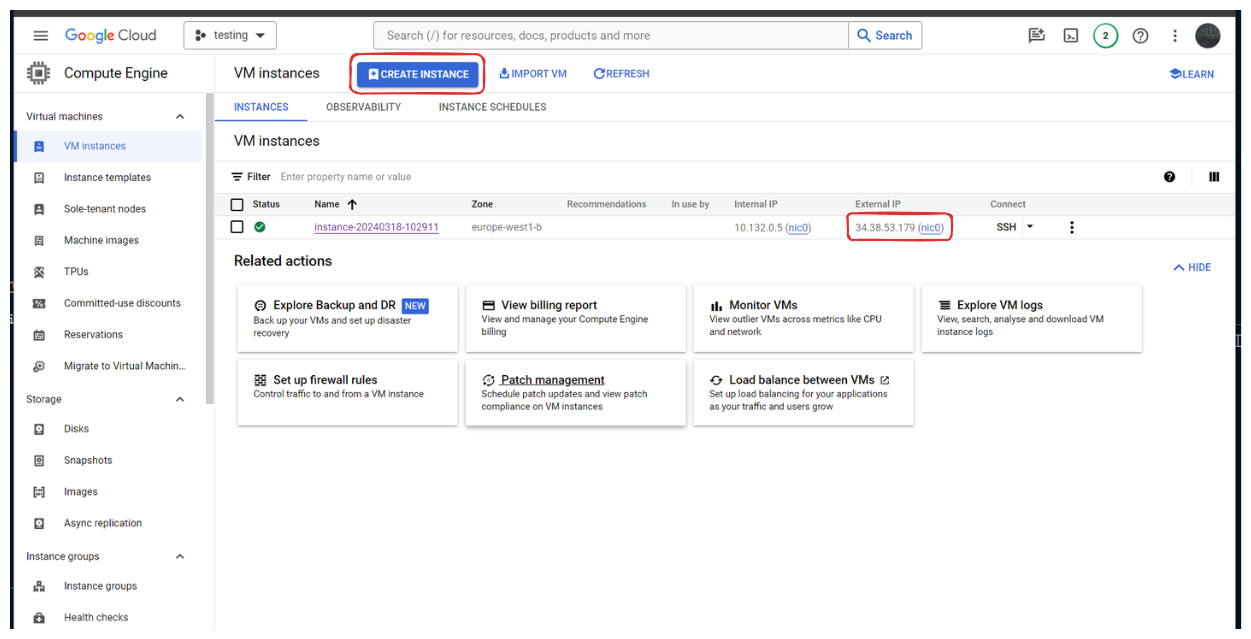 Google Cloud
testing
Search (/) for resources, docs, products and more
Search
2
Compute Engine
VM instances
CREATE INSTANCE
IMPORT VM
REFRESH
LEARN
Virtual machines
VM instances
Instance templates
Sole-tenant nodes
Machine images
TPUs
Committed-use discounts
Reservations
Migrate to Virtual Machin...
Storage
Disks
Snapshots
Images
Async replication
Instance groups
Instance groups
Health checks
INSTANCES
OBSERVABILITY
INSTANCE SCHEDULES
VM instances
Filter Enter property name or value
Status Name Zone Recommendations In use by Internal IP External IP Connect
instance-20240318-102911 europe-west1-b 10.132.0.5 (nic0) 34.38.53.179 (nic0) SSH
Related actions
HIDE
Explore Backup and DR NEW
Back up your VMs and set up disaster
recovery
View billing report
View and manage your Compute Engine
billing
Monitor VMs
View outlier VMs across metrics like CPU
and network
Explore VM logs
View, search, analyse and download VM
instance logs
Set up firewall rules
Control traffic to and from a VM instance
Patch management
Schedule patch updates and view patch
compliance on VM instances
Load balance between VMs
Set up load balancing for your applications
as your traffic and users grow